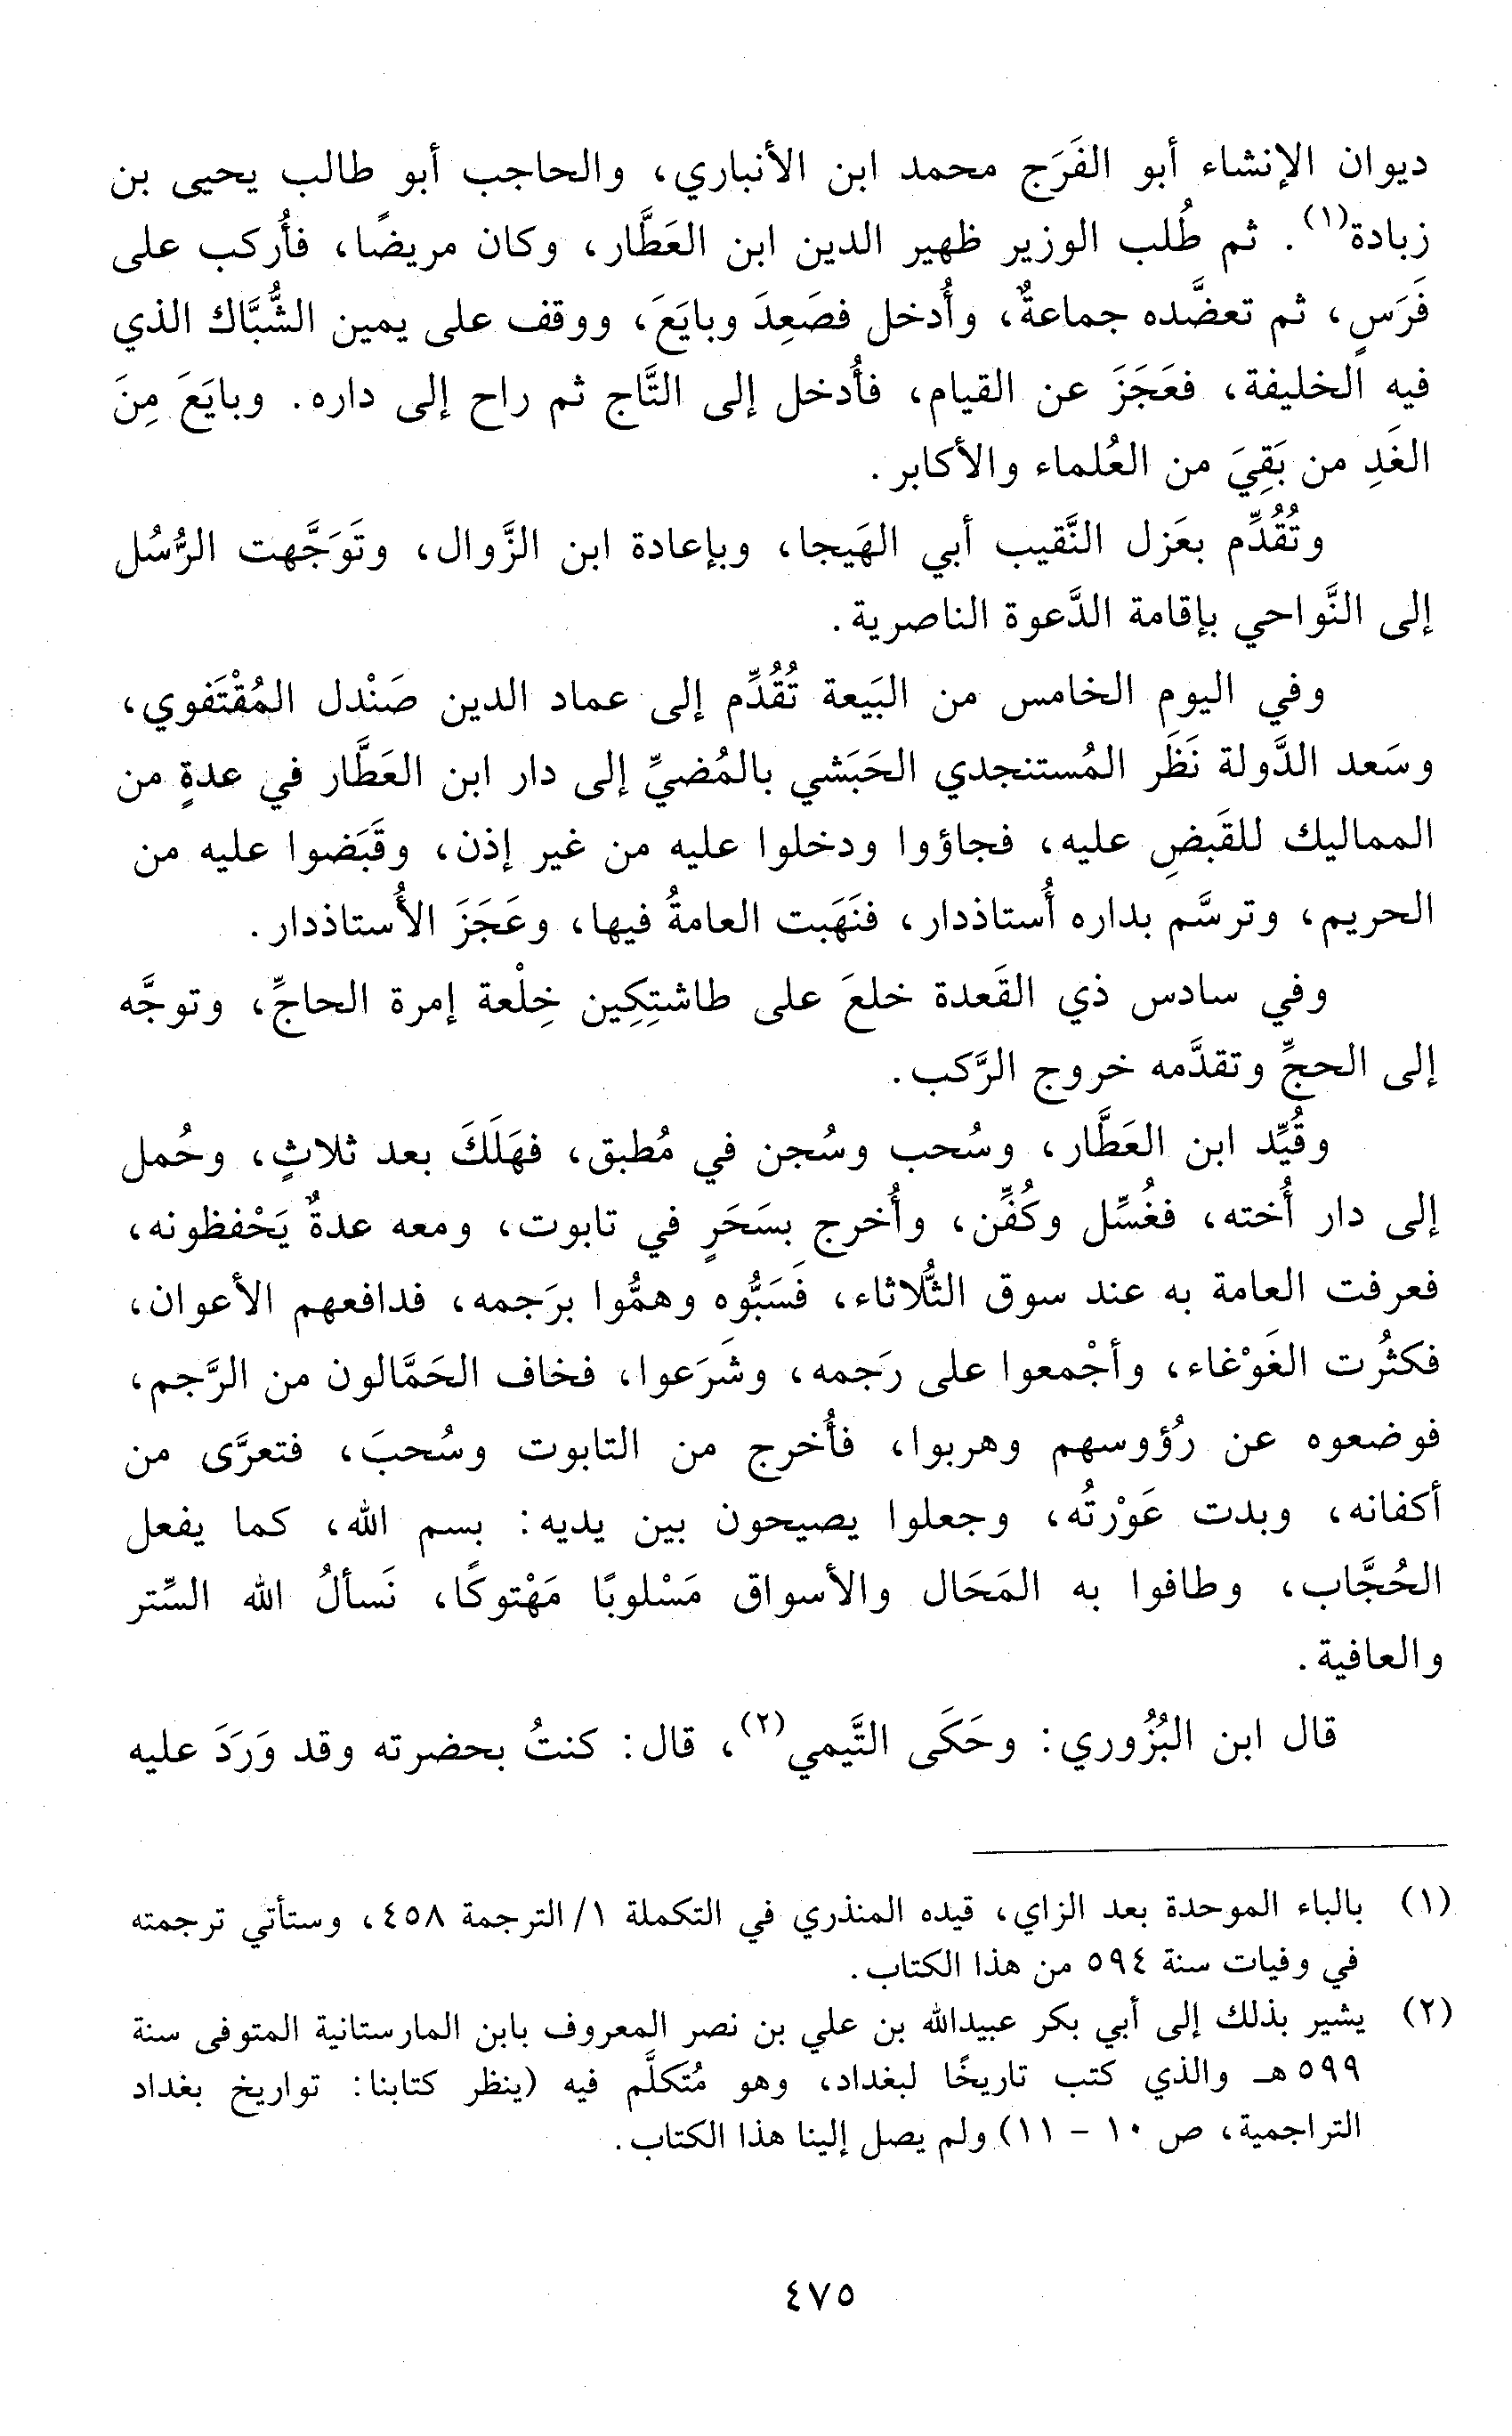 ديوان الإنشاء أبو الفَرَج محمد ابن الأنباري، والحاجب أبو طالب يحيى بن
زبادة(١). ثم طُلب الوزير ظهير الدين ابن العَطَّار، وكان مريضًا، فأُركب على
فَرَسٍ، ثم تعضَّده جماعةٌ، وأُدخل فصَعِدَ وبايَعَ، ووقف على يمين الشُّبَّاك الذي
فيه الخليفة، فعَجَزَ عن القيام، فأُدخل إلى التَّاج ثم راح إلى داره. وبايَعَ مِنَ
الغَدِ من بَقِيَ من العُلماء والأكابر.
وتُقُدِّم بعَزل النَّقيب أبي الهَيجا، وبإعادة ابن الزَّوال، وتَوَجَّهت الرُّسُل
إلى النَّواحي بإقامة الدَّعوة الناصرية.
وفي اليوم الخامس من البَيعة تُقُدِّم إلى عماد الدين صَنْدل المُقْتَفوي،
وسَعد الدَّولة نَظَر المُستنجدي الحَبَشي بالمُضيِّ إلى دار ابن العَطَّار في عدةٍ من
المماليك للقَبضِ عليه، فجاؤوا ودخلوا عليه من غير إذن، وقَبَضوا عليه من
الحريم، وترسَّم بداره أُستاذدار، فنَهَبت العامةُ فيها، وعَجَزَ الأُستاذدار.
وفي سادس ذي القَعدة خلعَ على طاشتِكِين خِلْعة إمرة الحاجِّ، وتوجَّه
إلى الحجِّ وتقدَّمه خروج الرَّكب.
وقُيِّد ابن العَطَّار، وسُحب وسُجن في مُطبق، فهَلَكَ بعد ثلاثٍ، وحُمل
إلى دار أُخته، فغُسِّل وكُفِّن، وأُخرج بسَحَرٍ في تابوت، ومعه عدةٌ يَحْفظونه،
فعرفت العامة به عند سوق الثُّلاثاء، فَسَبُّوه وهمُّوا برَجمه، فدافعهم الأعوان،
فكثُرت الغَوْغاء، وأجْمعوا على رَجمه، وشَرَعوا، فخاف الحَمَّالون من الرَّجم،
فوضعوه عن رُؤوسهم وهربوا، فأُخرج من التابوت وسُحبَ، فتعرَّى من
أكفانه، وبدت عَوْرتُه، وجعلوا يصيحون بين يديه: بسم الله، كما يفعل
الحُجَّاب، وطافوا به المَحَال والأسواق مَسْلوبًا مَهْتوكًا، نَسألُ الله السِّتر
والعافية.
قال ابن البُزُوري: وحَكَى التَّيمي(٢)، قال: كنتُ بحضرته وقد وَرَدَ عليه
(١) بالباء الموحدة بعد الزاي، قيده المنذري في التكملة ١/الترجمة ٤٥٨، وستأتي ترجمته
في وفيات سنة ٥٩٤ من هذا الكتاب.
(٢) يشير بذلك إلى أبي بكر عبيدالله بن علي بن نصر المعروف بابن المارستانية المتوفى سنة
٥٩٩هـ والذي كتب تاريخًا لبغداد، وهو مُتَكلَّم فيه (ينظر كتابنا: تواريخ بغداد
التراجمية، ص ١٠ - ١١) ولم يصل إلينا هذا الكتاب.
٤٧٥